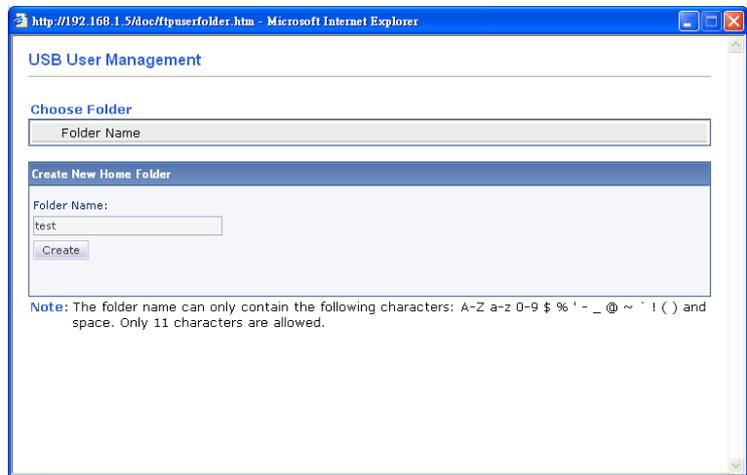 http://192.168.1.5/doc/ftpuserfolder.htm - Microsoft Internet Explorer
USB User Management
Choose Folder
Folder Name
Create New Home Folder
Folder Name:
test
Create
Note: The folder name can only contain the following characters: A-Z a-z 0-9 $ % ' - _ @ ~ ` ! ( ) and
space. Only 11 characters are allowed.